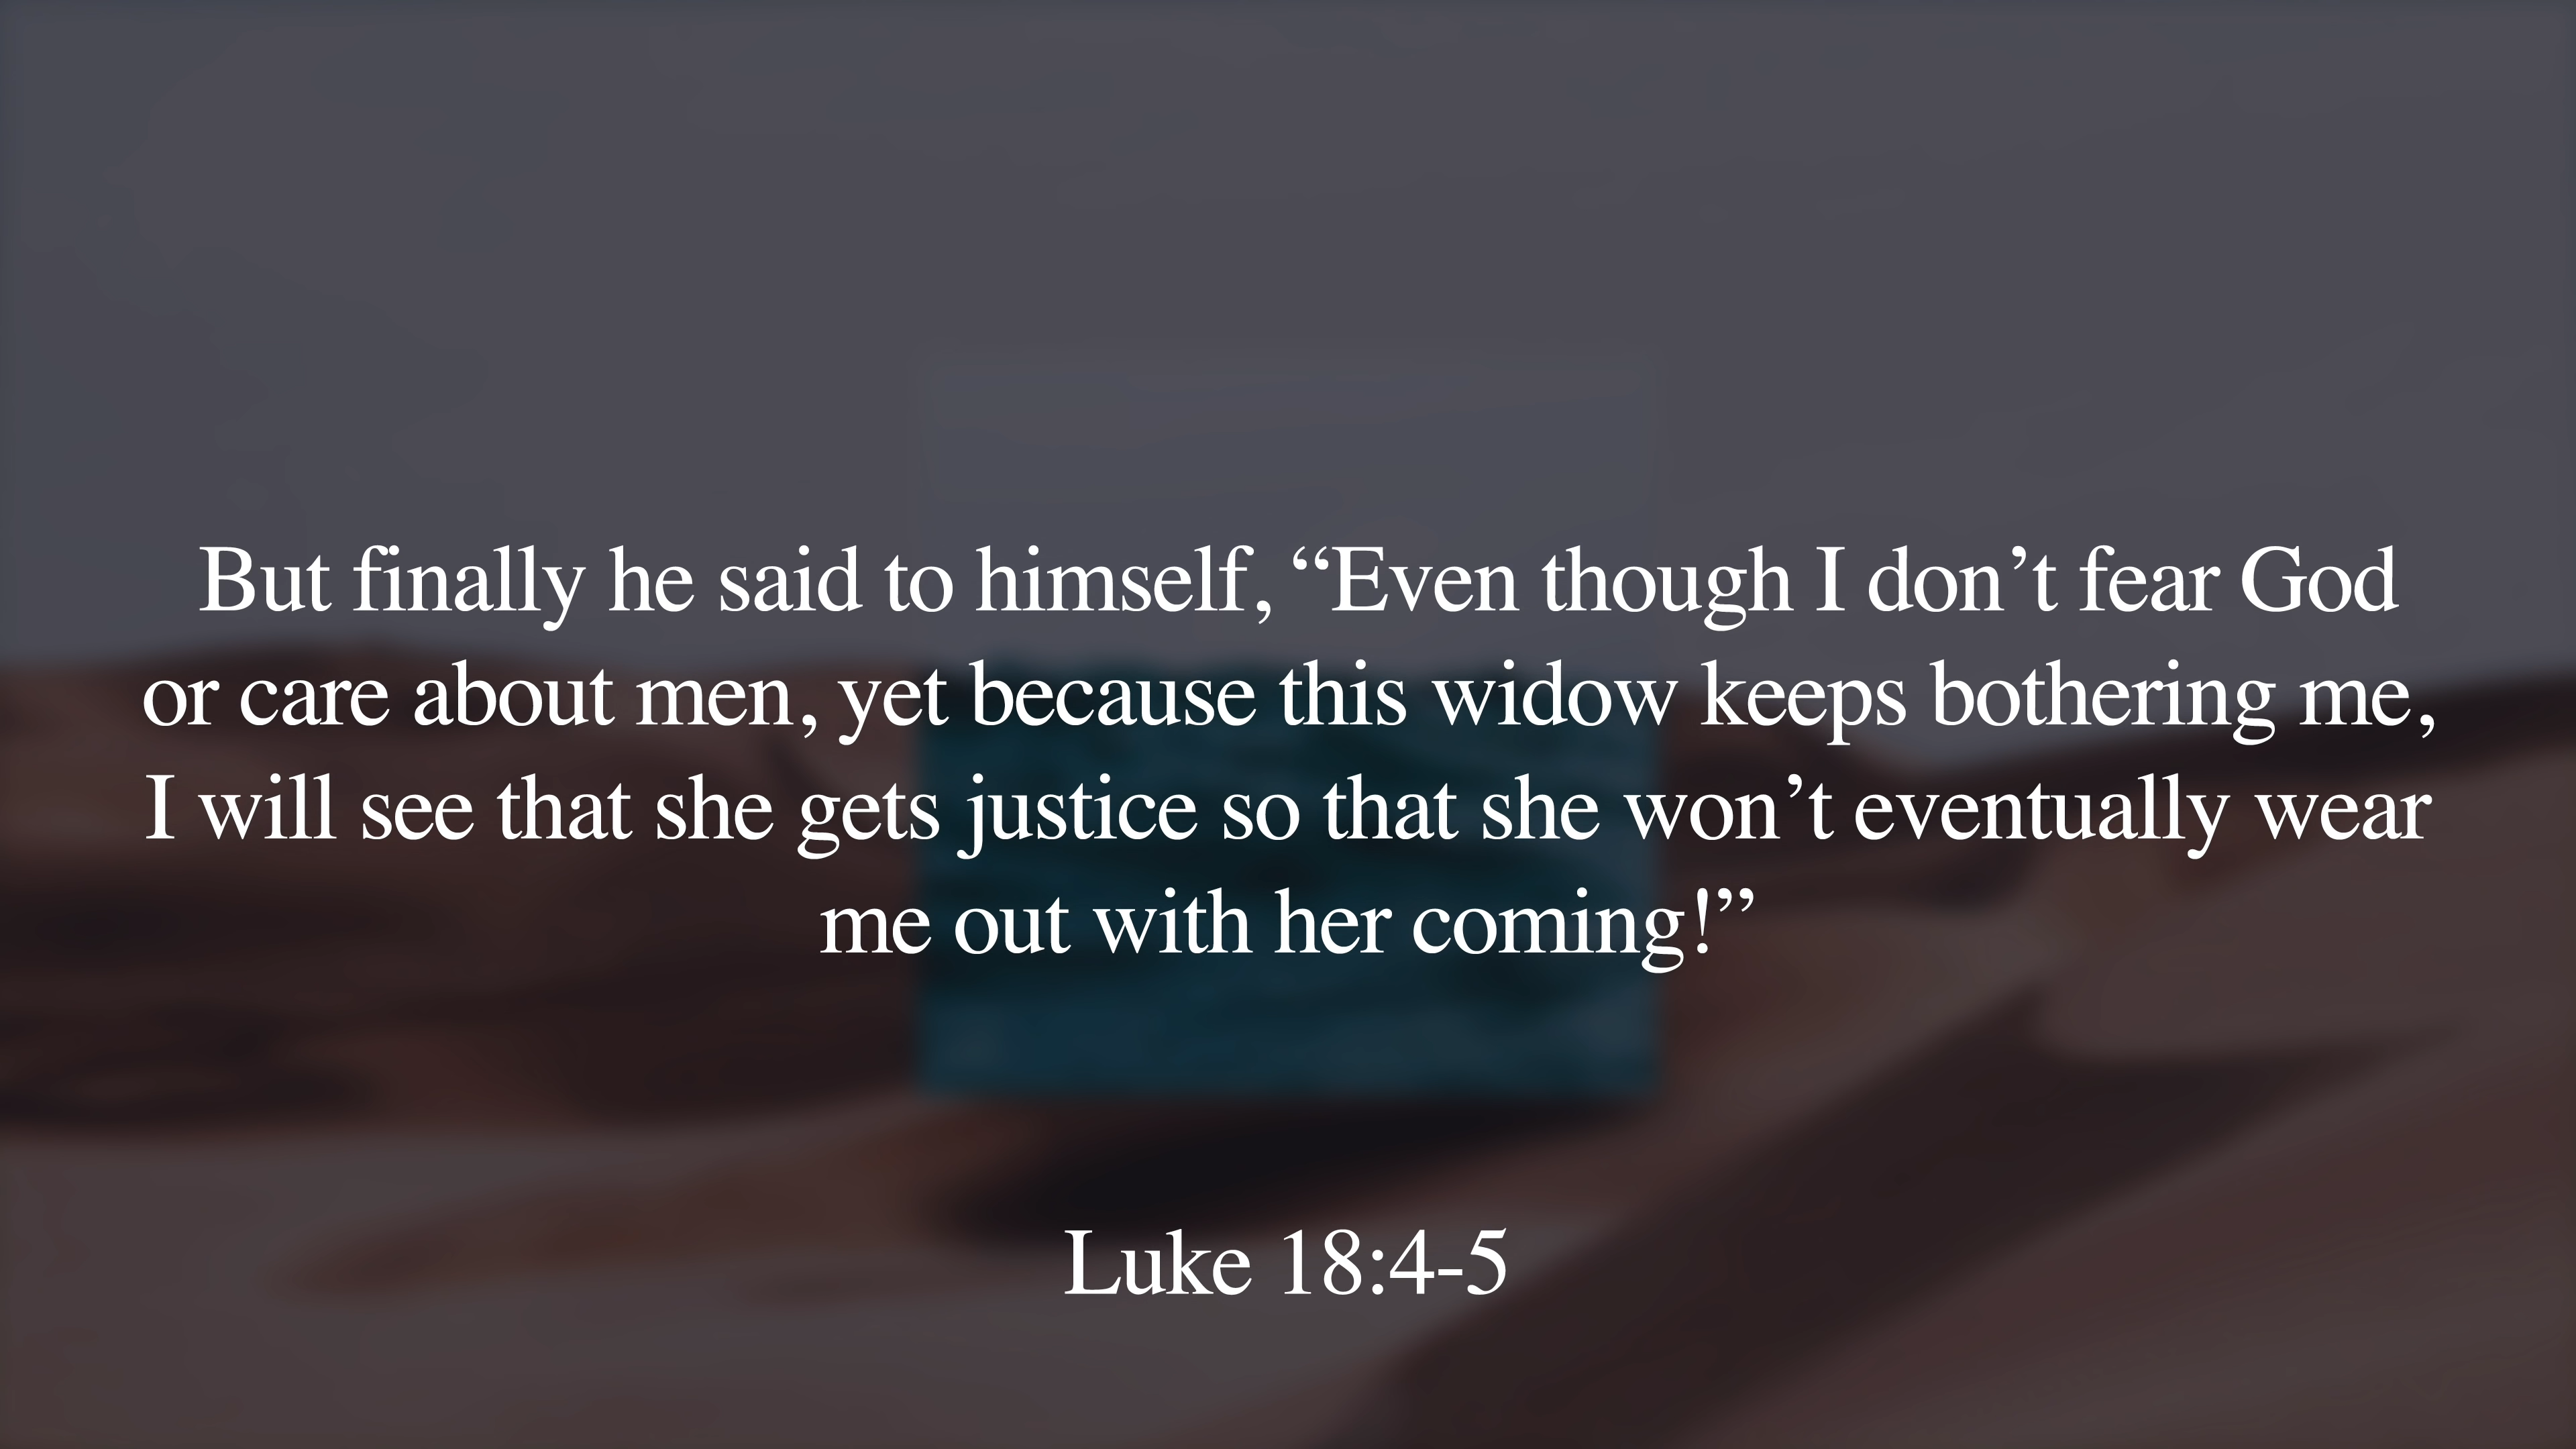 But finally he said to himself, “Even though I don’t fear God
or care about men, yet because this widow keeps bothering me,
I will see that she gets justice so that she won’t eventually wear
me out with her coming!”
Luke 18:4-5